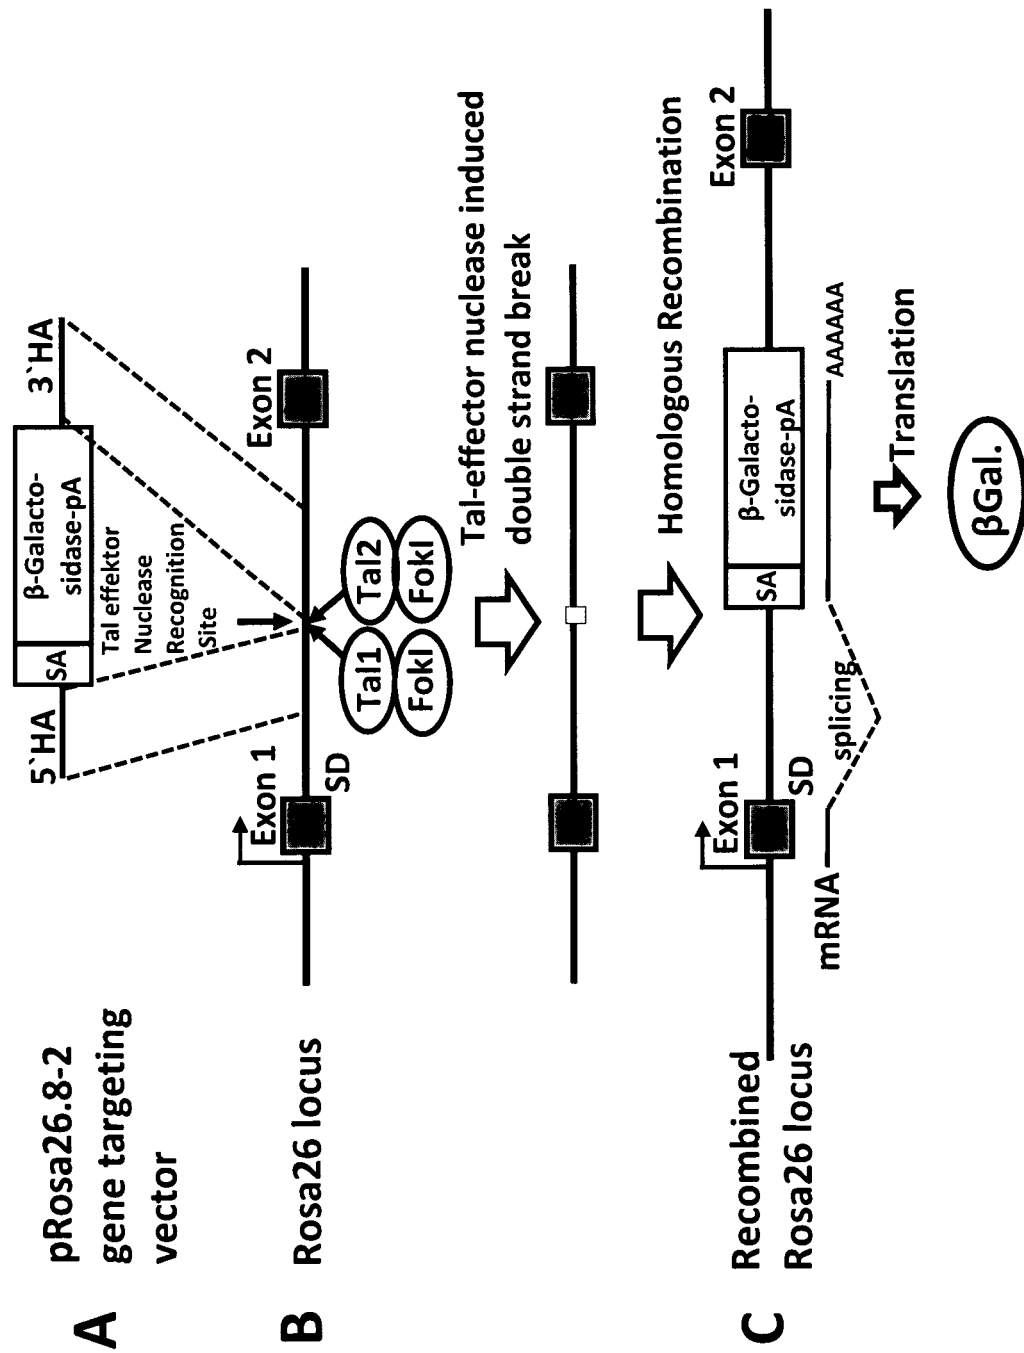 A
pRosa26.8-2
gene targeting
vector
5`HA
SA
β-Galacto-
sidase-pA
3`HA
Tal effektor
Nuclease
Recognition
Site
B
Rosa26 locus
Exon 1
SD
Exon 2
Tal1
FokI
Tal2
FokI
Tal-effector nuclease induced
double strand break
Homologous Recombination
C
Recombined
Rosa26 locus
Exon 1
SD
SA
β-Galacto-
sidase-pA
Exon 2
mRNA
splicing
AAAAAA
Translation
βGal.